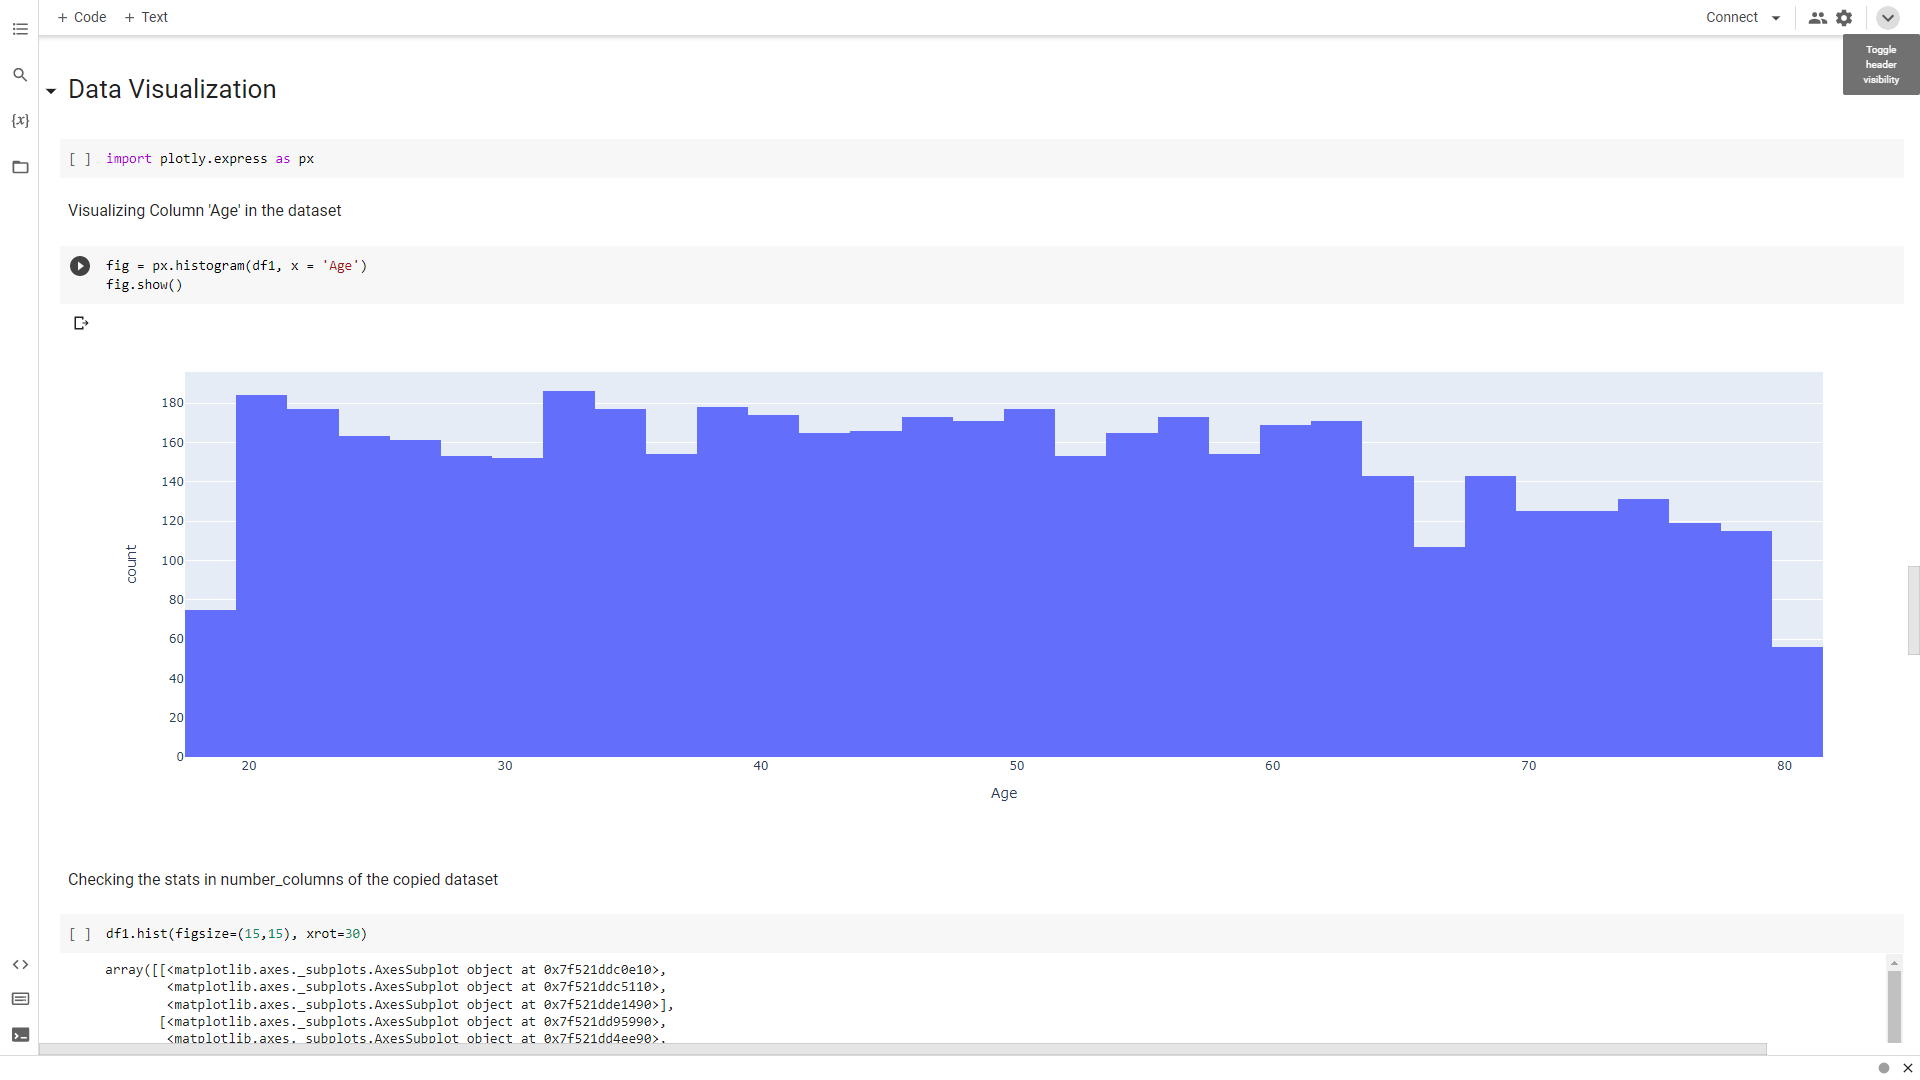 + Code + Text
Connect
Toggle
header
visibility
Data Visualization
{x}
[ ] import plotly.express as px
Visualizing Column 'Age' in the dataset
fig = px.histogram(df1, x = 'Age')
fig.show()
180
160
140
120
100
80
60
40
20
0
count
20 30 40 50 60 70 80
Age
Checking the stats in number_columns of the copied dataset
[ ] df1.hist(figsize=(15,15), xrot=30)
array([[<matplotlib.axes._subplots.AxesSubplot object at 0x7f521ddc0e10>,
<matplotlib.axes._subplots.AxesSubplot object at 0x7f521ddc5110>,
<matplotlib.axes._subplots.AxesSubplot object at 0x7f521dde1490>],
[<matplotlib.axes._subplots.AxesSubplot object at 0x7f521dd95990>,
<matplotlib.axes._subplots.AxesSubplot object at 0x7f521dd4ee90>,